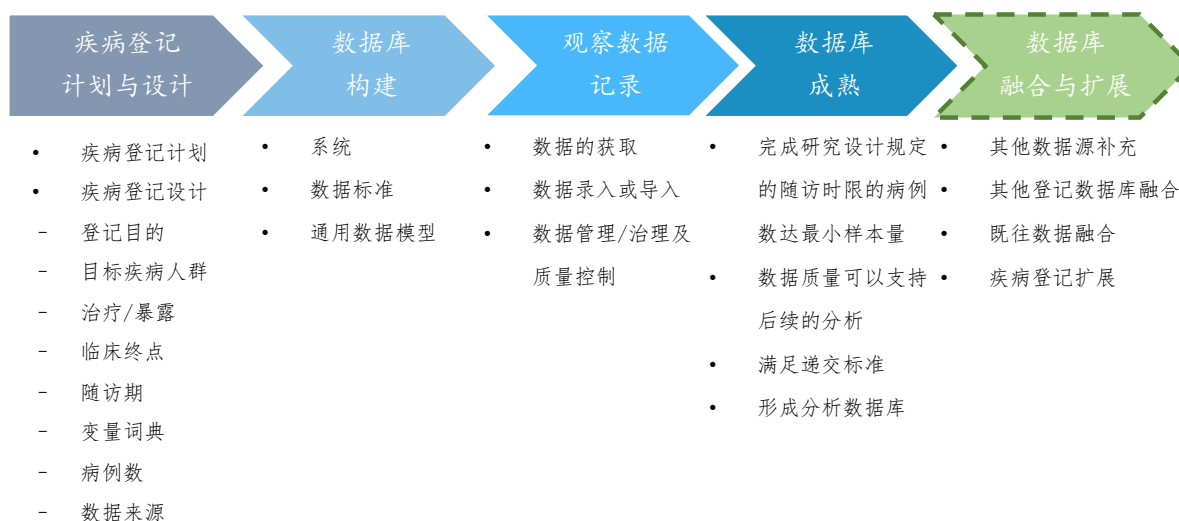 疾病登记
计划与设计
数据库
构建
观察数据
记录
数据库
成熟
数据库
融合与扩展
• 疾病登记计划
• 疾病登记设计
– 登记目的
– 目标疾病人群
– 治疗/暴露
– 临床终点
– 随访期
– 变量词典
– 病例数
– 数据来源
• 系统
• 数据标准
• 通用数据模型
• 数据的获取
• 数据录入或导入
• 数据管理/治理及
质量控制
• 完成研究设计规定
的随访时限的病例
数达最小样本量
• 数据质量可以支持
后续的分析
• 满足递交标准
• 形成分析数据库
• 其他数据源补充
• 其他登记数据库融合
• 既往数据融合
• 疾病登记扩展